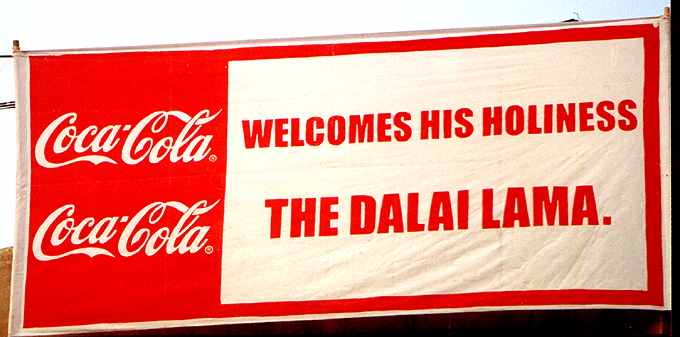 Coca-Cola®
Coca-Cola®
WELCOMES HIS HOLINESS
THE DALAI LAMA.